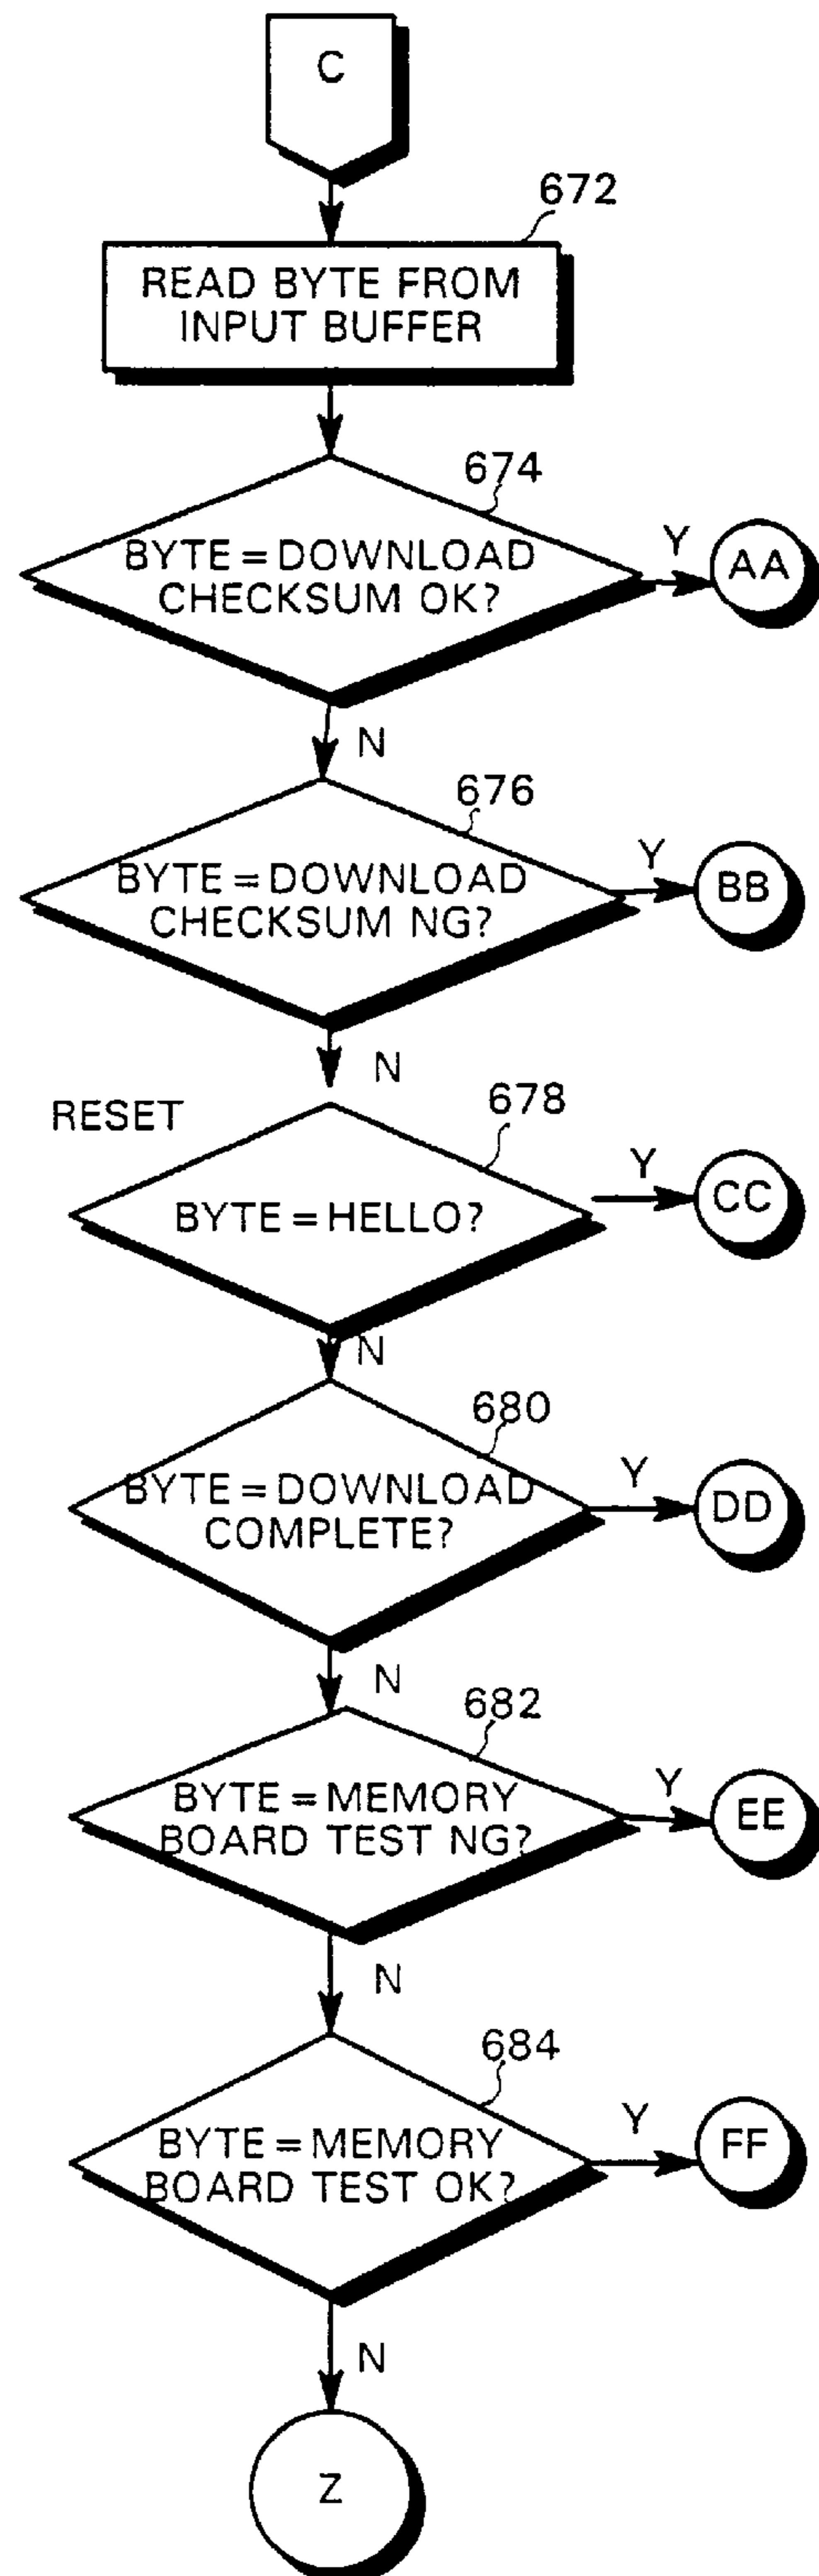 C
672
READ BYTE FROM
INPUT BUFFER
674
BYTE = DOWNLOAD
CHECKSUM OK?
Y
AA
N
676
BYTE = DOWNLOAD
CHECKSUM NG?
Y
BB
N
RESET
678
BYTE = HELLO?
Y
CC
N
680
BYTE = DOWNLOAD
COMPLETE?
Y
DD
N
682
BYTE = MEMORY
BOARD TEST NG?
Y
EE
N
684
BYTE = MEMORY
BOARD TEST OK?
Y
FF
N
Z